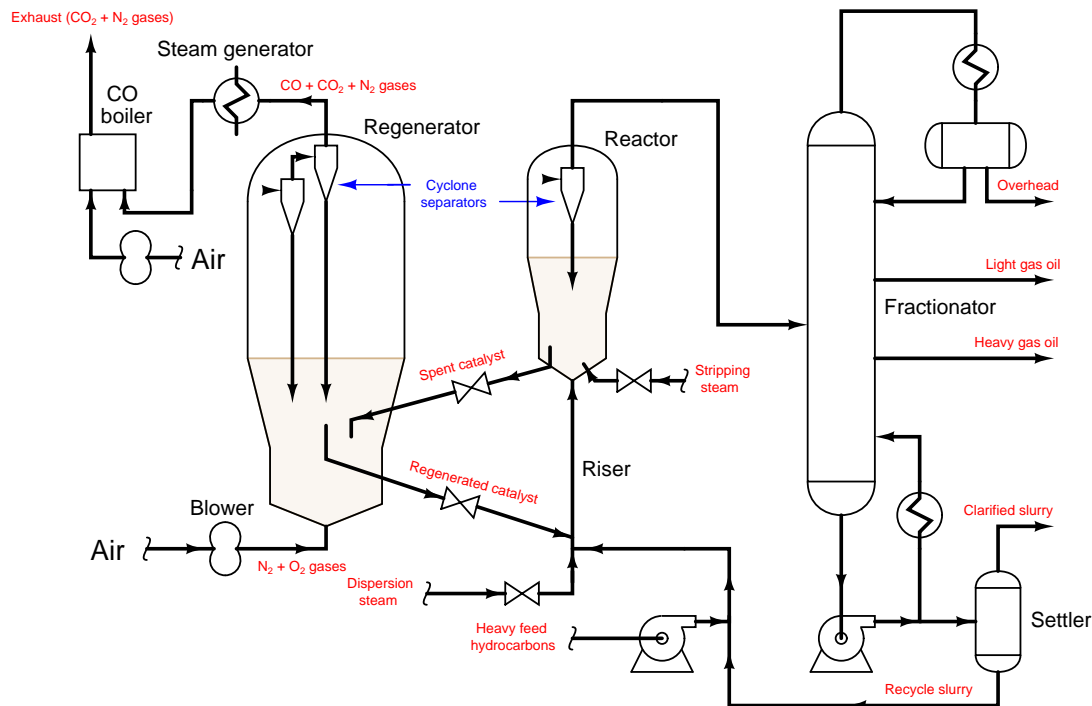 Exhaust (CO2 + N2 gases)
Steam generator
CO
boiler
CO + CO2 + N2 gases
Regenerator
Reactor
Cyclone
separators
Overhead
Air
Light gas oil
Fractionator
Heavy gas oil
Spent catalyst
Stripping
steam
Riser
Regenerated catalyst
Blower
Clarified slurry
Air
N2 + O2 gases
Dispersion
steam
Heavy feed
hydrocarbons
Settler
Recycle slurry